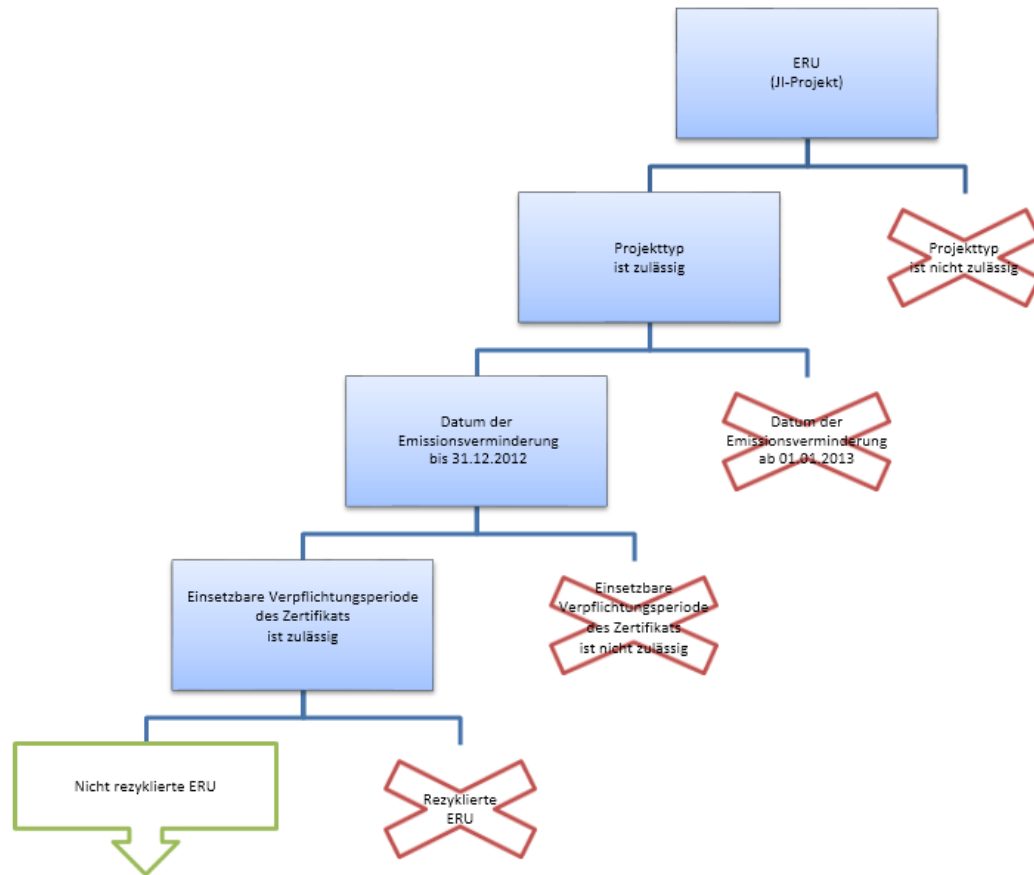 ERU
(JI-Projekt)
Projekttyp
ist zulässig
Projekttyp
ist nicht zulässig
Datum der
Emissionsverminderung
bis 31.12.2012
Datum der
Emissionsverminderung
ab 01.01.2013
Einsetzbare Verpflichtungsperiode
des Zertifikats
ist zulässig
Einsetzbare
Verpflichtungsperiode
des Zertifikats
ist nicht zulässig
Nicht rezyklierte ERU
Rezyklierte
ERU